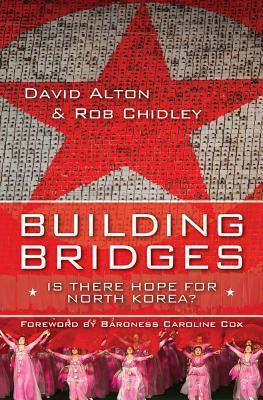 DAVID ALTON
& ROB CHIDLEY
BUILDING
BRIDGES
★ IS THERE HOPE FOR ★
NORTH KOREA?
FOREWORD BY BARONESS CAROLINE COX